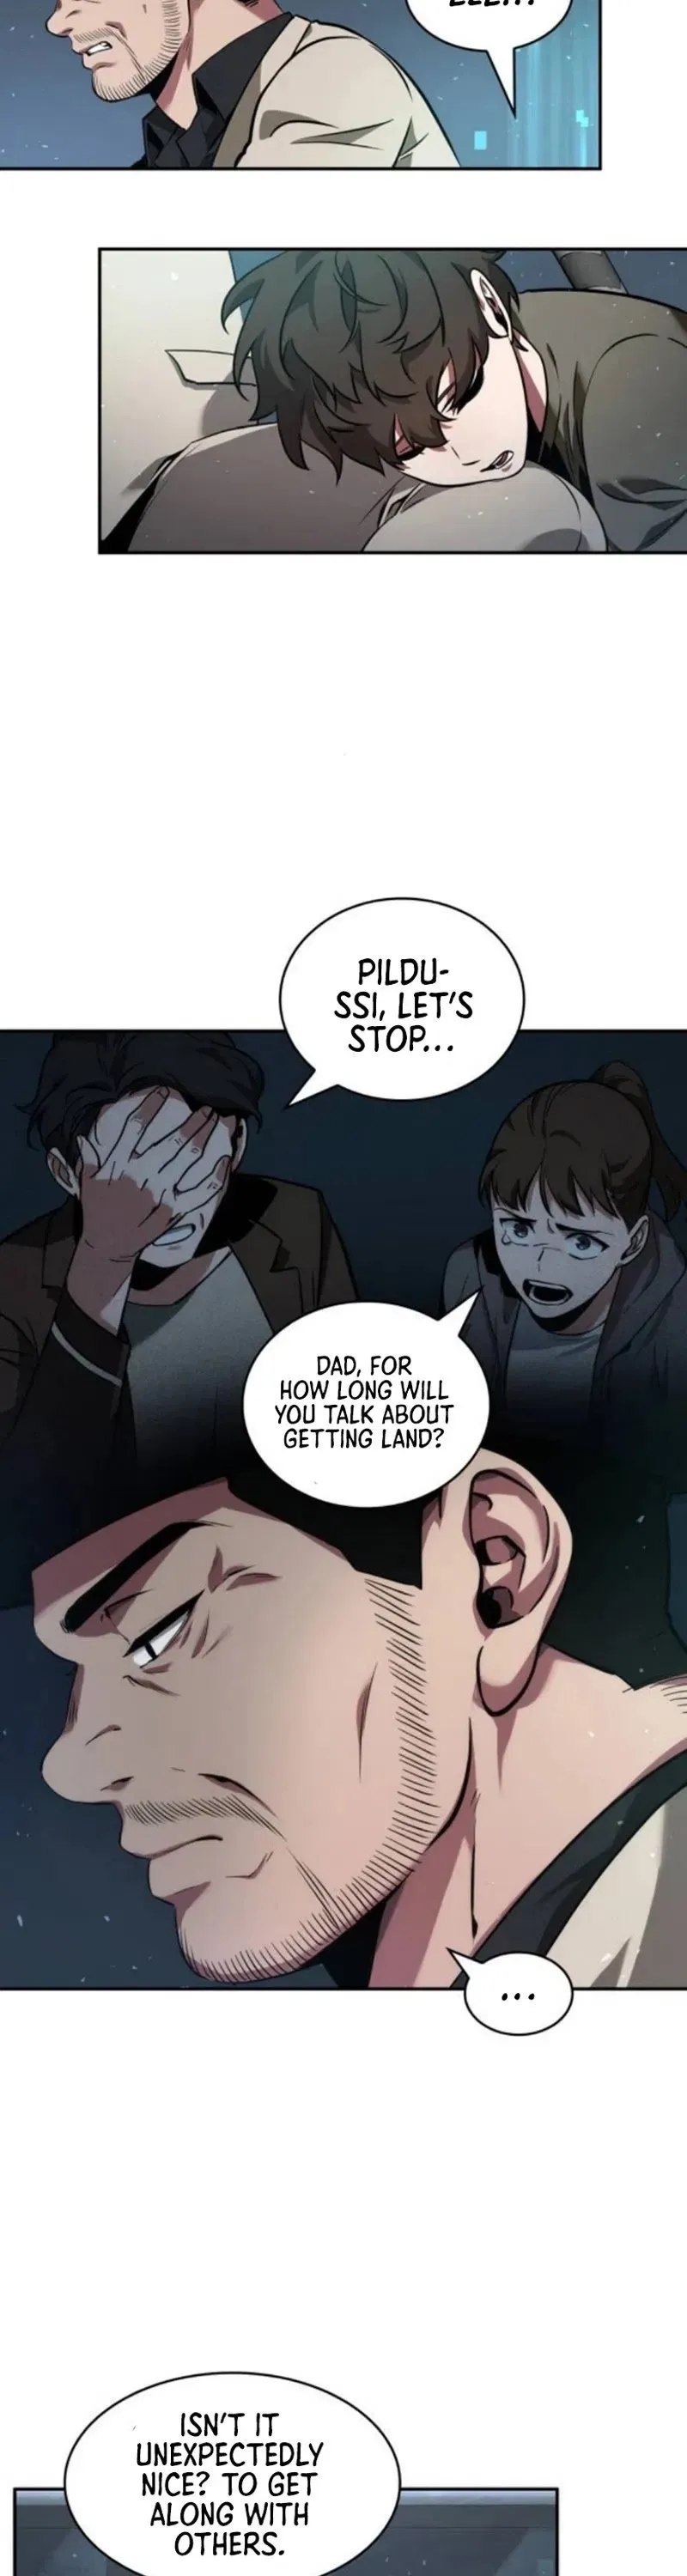 PILDU-
SSI, LET'S
STOP...
DAD, FOR
HOW LONG WILL
YOU TALK ABOUT
GETTING LAND?
...
ISN'T IT
UNEXPECTEDLY
NICE? TO GET
ALONG WITH
OTHERS.